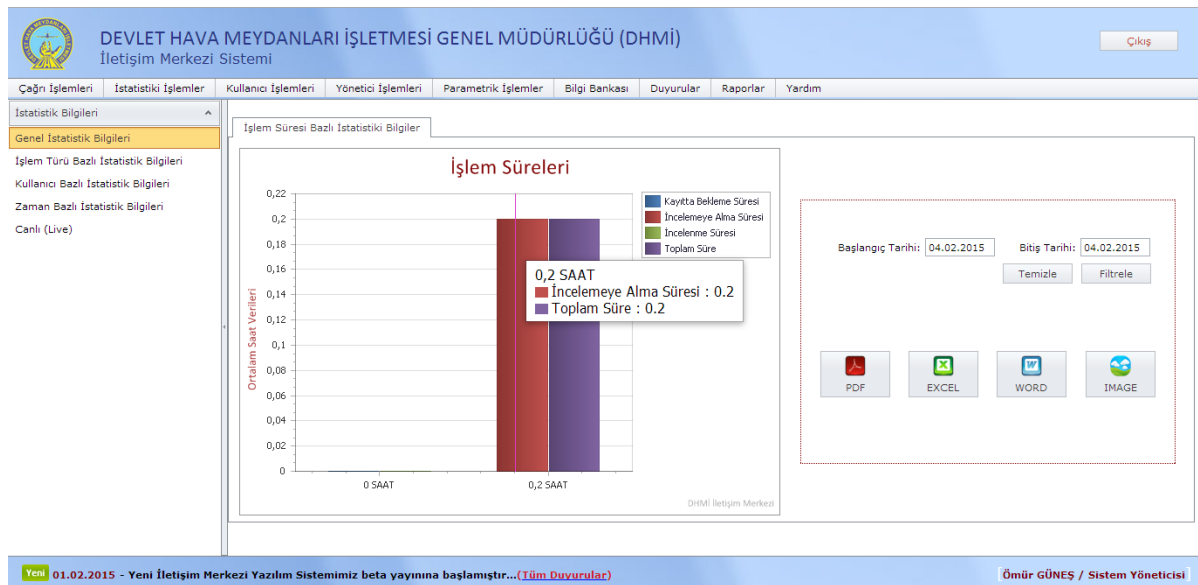 DEVLET HAVA MEYDANLARI İŞLETMESİ GENEL MÜDÜRLÜĞÜ (DHMİ)
İletişim Merkezi Sistemi
Çıkış
Çağrı İşlemleri İstatistiki İşlemler Kullanıcı İşlemleri Yönetici İşlemleri Parametrik İşlemler Bilgi Bankası Duyurular Raporlar Yardım
İstatistik Bilgileri
Genel İstatistik Bilgileri
İşlem Türü Bazlı İstatistik Bilgileri
Kullanıcı Bazlı İstatistik Bilgileri
Zaman Bazlı İstatistik Bilgileri
Canlı (Live)
İşlem Süresi Bazlı İstatistiki Bilgiler
İşlem Süreleri
Ortalam Saat Verileri
0,22
0,2
0,18
0,16
0,14
0,12
0,1
0,08
0,06
0,04
0,02
0
0 SAAT 0,2 SAAT
Kayıtta Bekleme Süresi
İncelemeye Alma Süresi
İncelenme Süresi
Toplam Süre
0,2 SAAT
İncelemeye Alma Süresi : 0.2
Toplam Süre : 0.2
DHMİ İletişim Merkezi
Başlangıç Tarihi: 04.02.2015 Bitiş Tarihi: 04.02.2015
Temizle Filtrele
PDF EXCEL WORD IMAGE
Yeni 01.02.2015 - Yeni İletişim Merkezi Yazılım Sistemimiz beta yayınına başlamıştır...(Tüm Duyurular)
[Ömür GÜNEŞ / Sistem Yöneticisi]